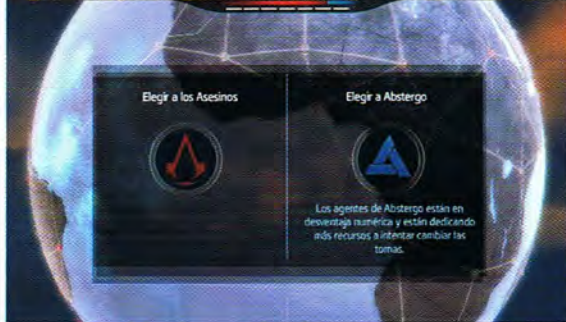 Elegir a los Asesinos
Elegir a Abstergo
Los agentes de Abstergo están en
desventaja numérica y están dedicando
más recursos a intentar cambiar las
tornas.